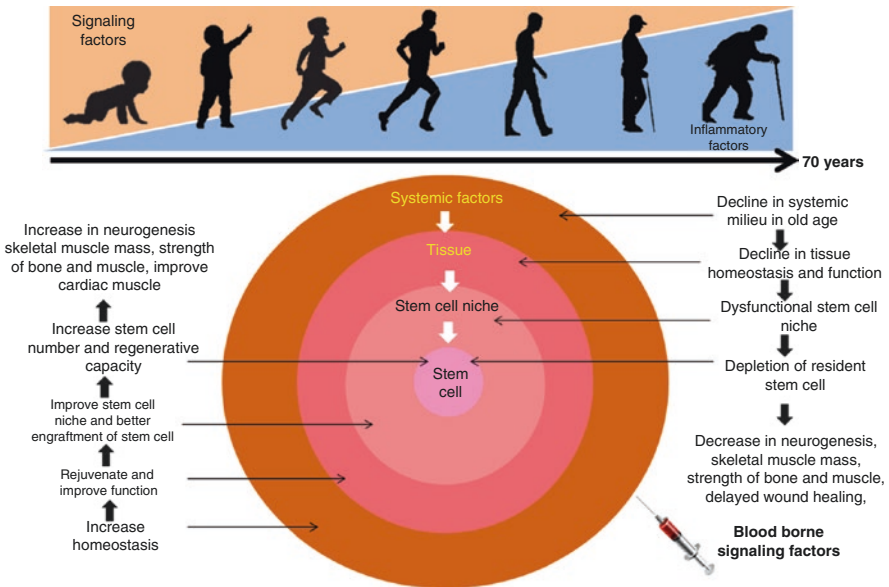 Signaling
factors
Inflammatory
factors
70 years
Systemic factors
Tissue
Stem cell niche
Stem
cell
Increase in neurogenesis
skeletal muscle mass, strength
of bone and muscle, improve
cardiac muscle
Increase stem cell
number and regenerative
capacity
Improve stem cell
niche and better
engraftment of stem cell
Rejuvenate and
improve function
Increase
homeostasis
Decline in systemic
milieu in old age
Decline in tissue
homeostasis and function
Dysfunctional stem cell
niche
Depletion of resident
stem cell
Decrease in neurogenesis,
skeletal muscle mass,
strength of bone and muscle,
delayed wound healing,
Blood borne
signaling factors